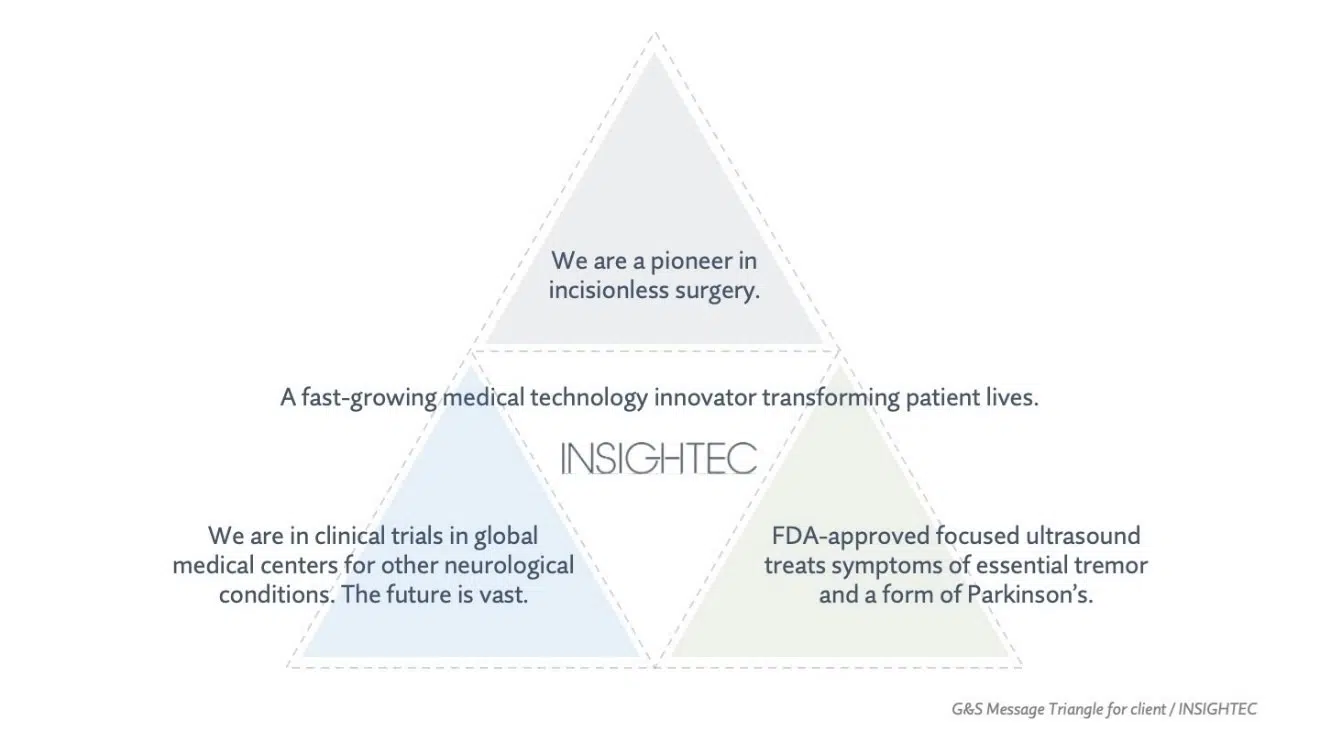 We are a pioneer in
incisionless surgery.
A fast-growing medical technology innovator transforming patient lives.
INSIGHTEC
We are in clinical trials in global
medical centers for other neurological
conditions. The future is vast.
FDA-approved focused ultrasound
treats symptoms of essential tremor
and a form of Parkinson’s.
G&S Message Triangle for client / INSIGHTEC